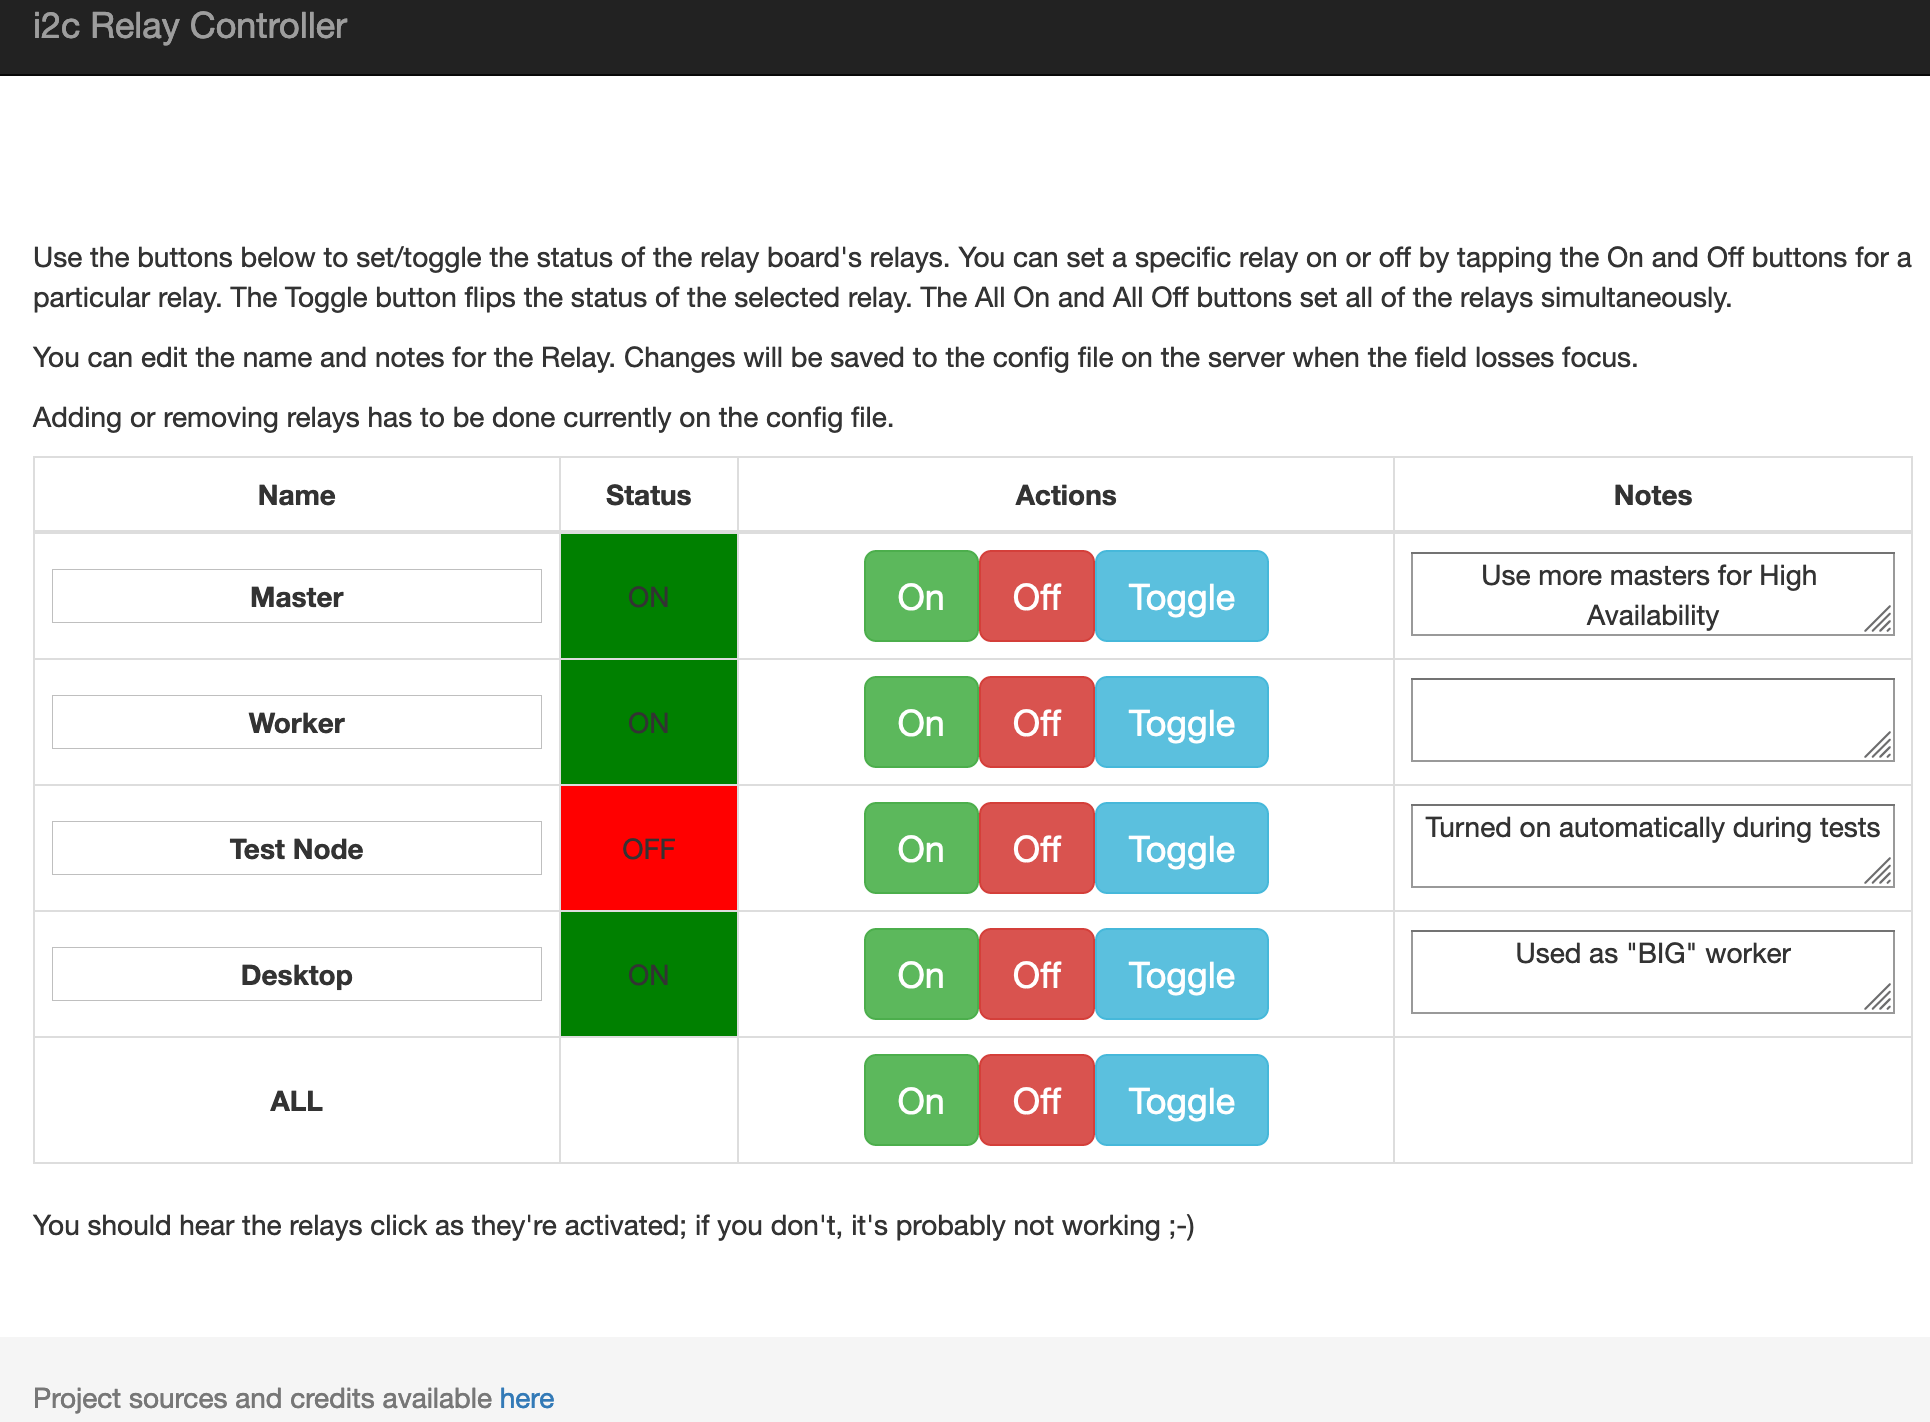 i2c Relay Controller
Use the buttons below to set/toggle the status of the relay board's relays. You can set a specific relay on or off by tapping the On and Off buttons for a
particular relay. The Toggle button flips the status of the selected relay. The All On and All Off buttons set all of the relays simultaneously.
You can edit the name and notes for the Relay. Changes will be saved to the config file on the server when the field losses focus.
Adding or removing relays has to be done currently on the config file.
Name Status Actions Notes
Master ON On Off Toggle Use more masters for High
Availability
Worker ON On Off Toggle
Test Node OFF On Off Toggle Turned on automatically during tests
Desktop ON On Off Toggle Used as "BIG" worker
ALL On Off Toggle
You should hear the relays click as they're activated; if you don't, it's probably not working ;-)
Project sources and credits available here